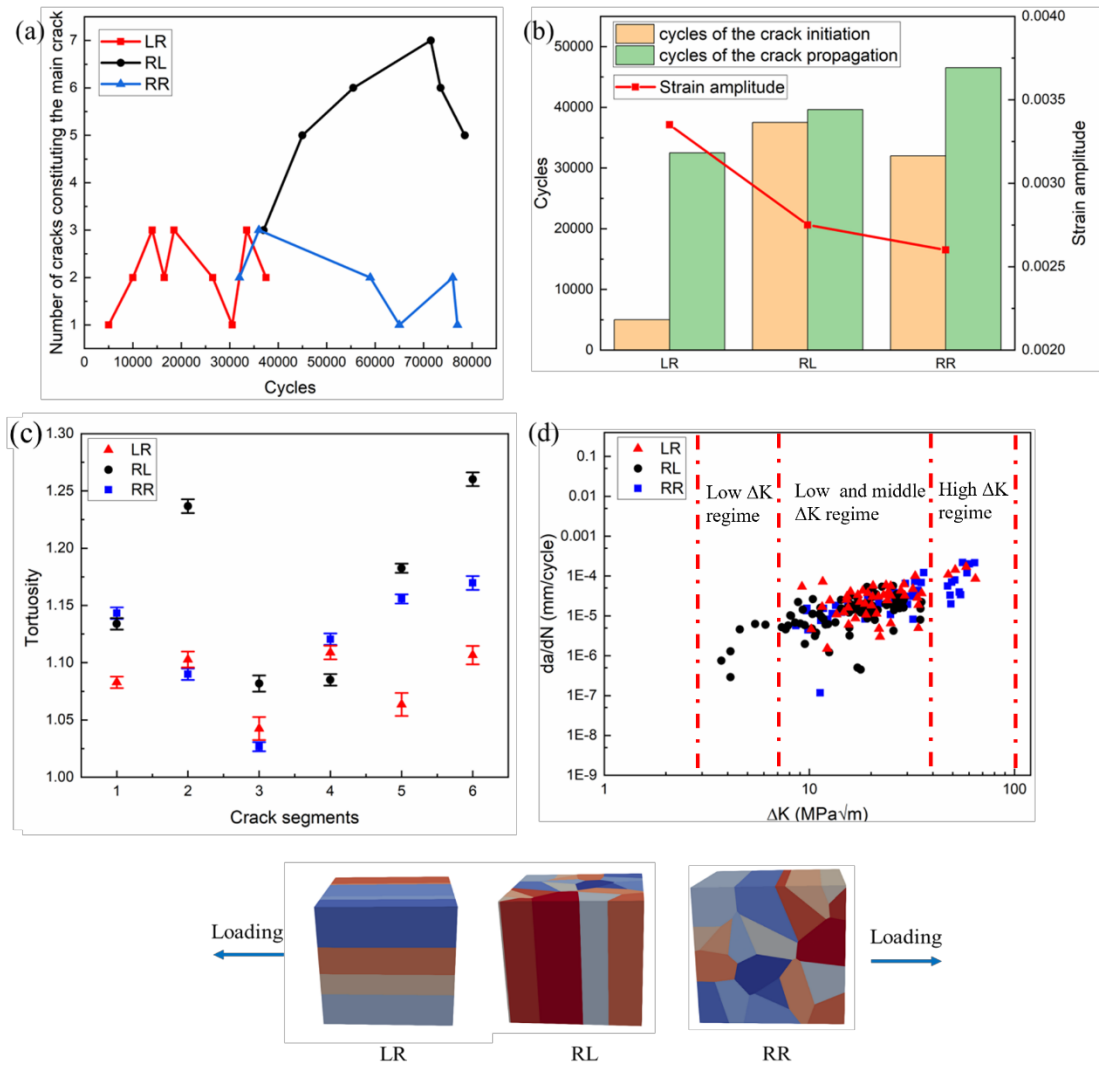 (a)
LR
RL
RR
Number of cracks constituting the main crack
7
6
5
4
3
2
1
0 10000 20000 30000 40000 50000 60000 70000 80000
Cycles
(b)
cycles of the crack initiation
cycles of the crack propagation
Strain amplitude
Cycles
50000
40000
30000
20000
10000
0
LR RL RR
0.0040
0.0035
0.0030
0.0025
0.0020
Strain amplitude
(c)
LR
RL
RR
Tortuosity
1.30
1.25
1.20
1.15
1.10
1.05
1.00
1 2 3 4 5 6
Crack segments
(d)
LR
RL
RR
Low ΔK
regime
Low and middle
ΔK regime
High ΔK
regime
da/dN (mm/cycle)
0.1
0.01
0.001
1E-4
1E-5
1E-6
1E-7
1E-8
1E-9
1 10 100
ΔK (MPa√m)
Loading
Loading
LR
RL
RR